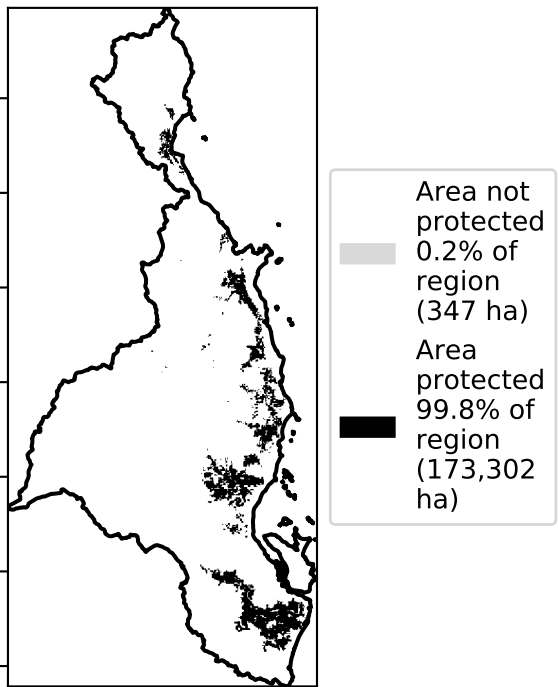 Area not
protected
0.2% of
region
(347 ha)
Area
protected
99.8% of
region
(173,302
ha)